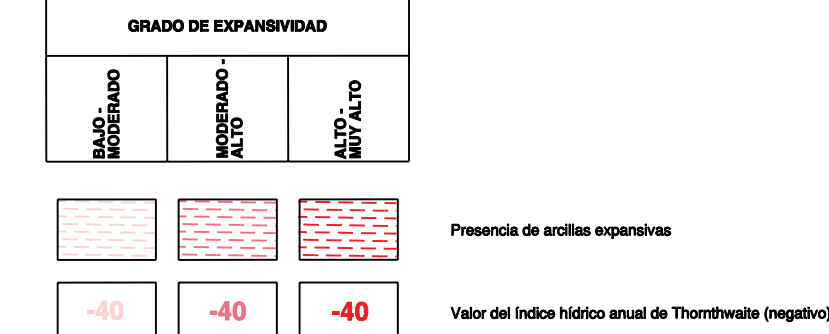 GRADO DE EXPANSIVIDAD
BAJO -
MODERADO
MODERADO -
ALTO
ALTO -
MUY ALTO
Presencia de arcillas expansivas
-40 -40 -40 Valor del índice hídrico anual de Thornthwaite (negativo)